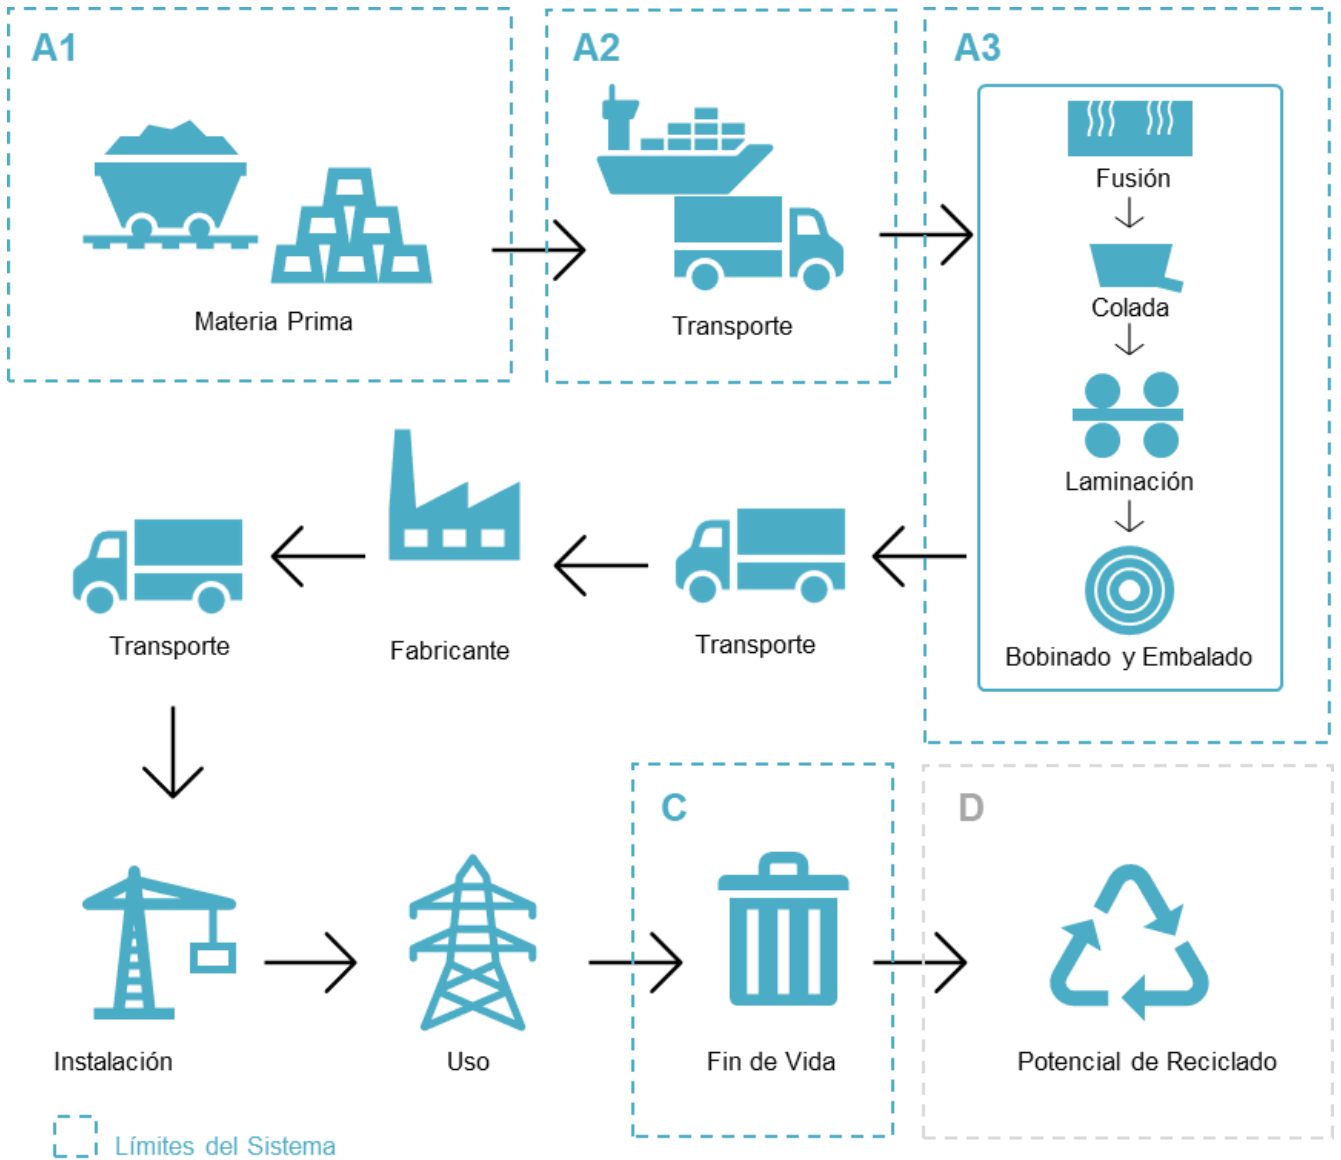 A1
Materia Prima
A2
Transporte
A3
Fusión
Colada
Laminación
Bobinado y Embalado
Transporte
Fabricante
Transporte
Instalación
Uso
C
Fin de Vida
D
Potencial de Reciclado
Límites del Sistema